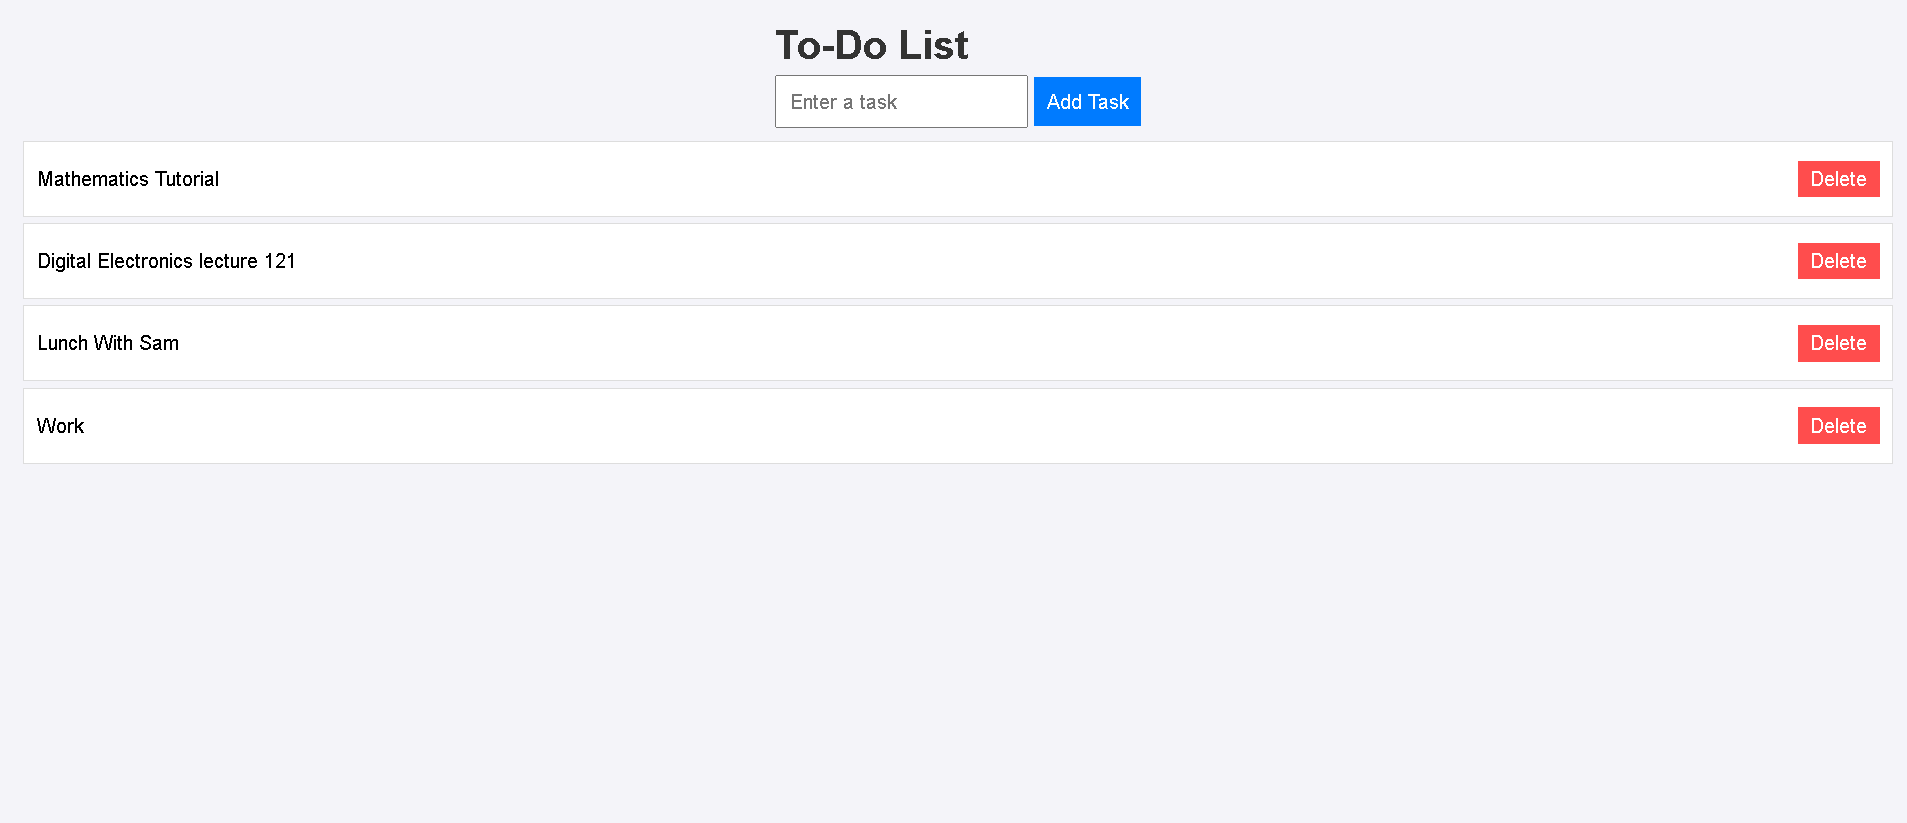 To-Do List
Enter a task Add Task
Mathematics Tutorial Delete
Digital Electronics lecture 121 Delete
Lunch With Sam Delete
Work Delete